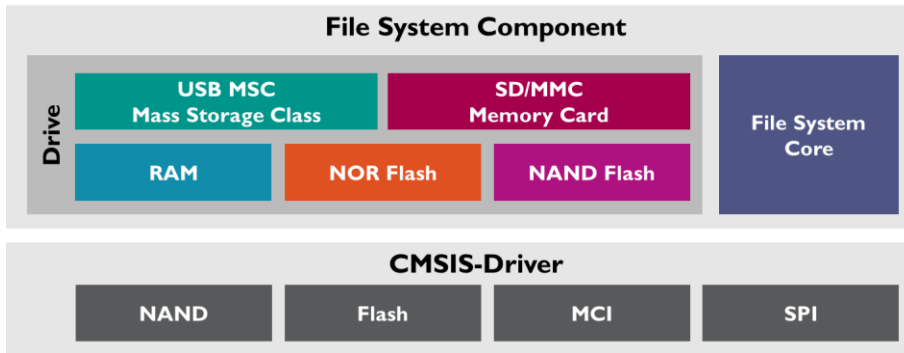 File System Component
Drive
USB MSC
Mass Storage Class
SD/MMC
Memory Card
RAM
NOR Flash
NAND Flash
File System
Core
CMSIS-Driver
NAND
Flash
MCI
SPI